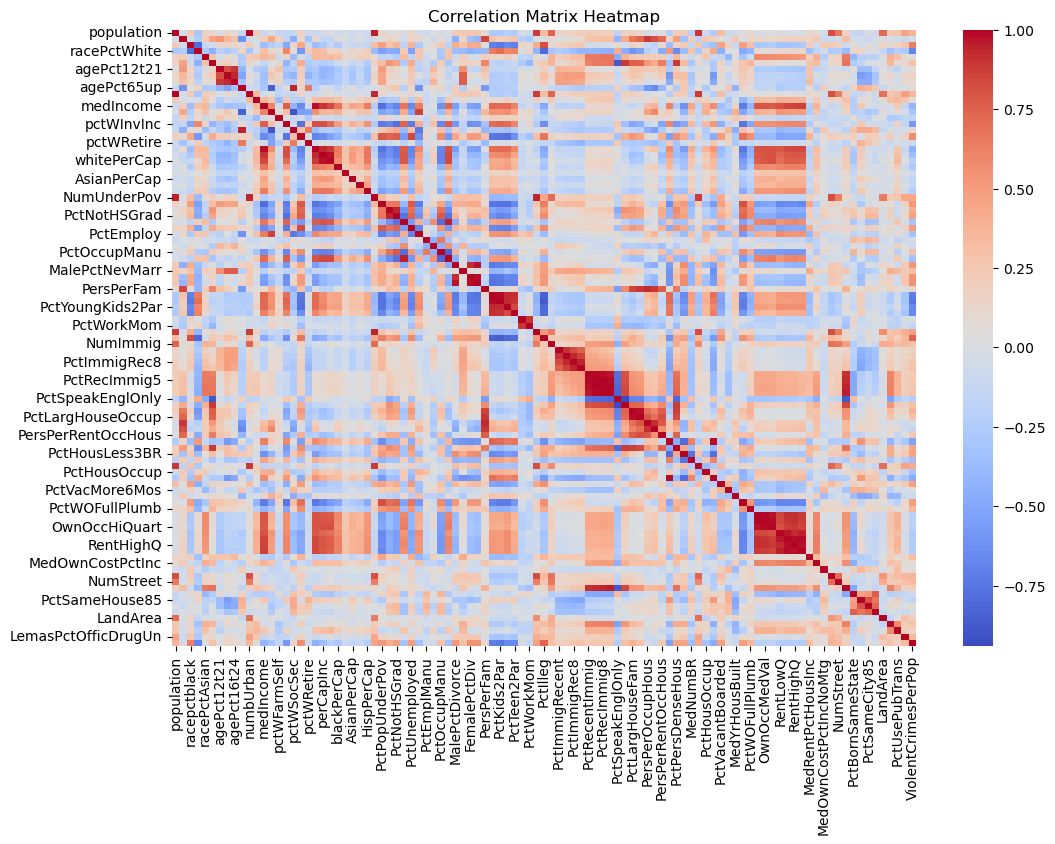 Correlation Matrix Heatmap
population
racePctWhite
agePct12t21
agePct65up
medIncome
pctWInvInc
pctWRetire
whitePerCap
AsianPerCap
NumUnderPov
PctNotHSGrad
PctEmploy
PctOccupManu
MalePctNevMarr
PersPerFam
PctYoungKids2Par
PctWorkMom
NumImmig
PctImmigRec8
PctRecImmig5
PctSpeakEnglOnly
PctLargHouseOccup
PersPerRentOccHous
PctHousLess3BR
PctHousOccup
PctVacMore6Mos
PctWOFullPlumb
OwnOccHiQuart
RentHighQ
MedOwnCostPctInc
NumStreet
PctSameHouse85
LandArea
LemasPctOfficDrugUn
population
racepctblack
racePctAsian
agePct12t21
agePct16t24
numbUrban
medIncome
pctWFarmSelf
pctWSocSec
pctWRetire
perCapInc
blackPerCap
AsianPerCap
HispPerCap
PctPopUnderPov
PctNotHSGrad
PctUnemployed
PctEmplManu
PctOccupManu
MalePctDivorce
FemalePctDiv
PersPerFam
PctKids2Par
PctTeen2Par
PctWorkMom
PctIlleg
PctImmigRecent
PctImmigRec8
PctRecentImmig
PctRecImmig8
PctSpeakEnglOnly
PctLargHouseFam
PersPerOccupHous
PersPerRentOccHous
PctPersDenseHous
MedNumBR
PctHousOccup
PctVacantBoarded
MedYrHousBuilt
PctWOFullPlumb
OwnOccMedVal
RentLowQ
RentHighQ
MedRentPctHousInc
MedOwnCostPctIncNoMtg
NumStreet
PctBornSameState
PctSameCity85
LandArea
PctUsePubTrans
ViolentCrimesPerPop
1.00
0.75
0.50
0.25
0.00
−0.25
−0.50
−0.75